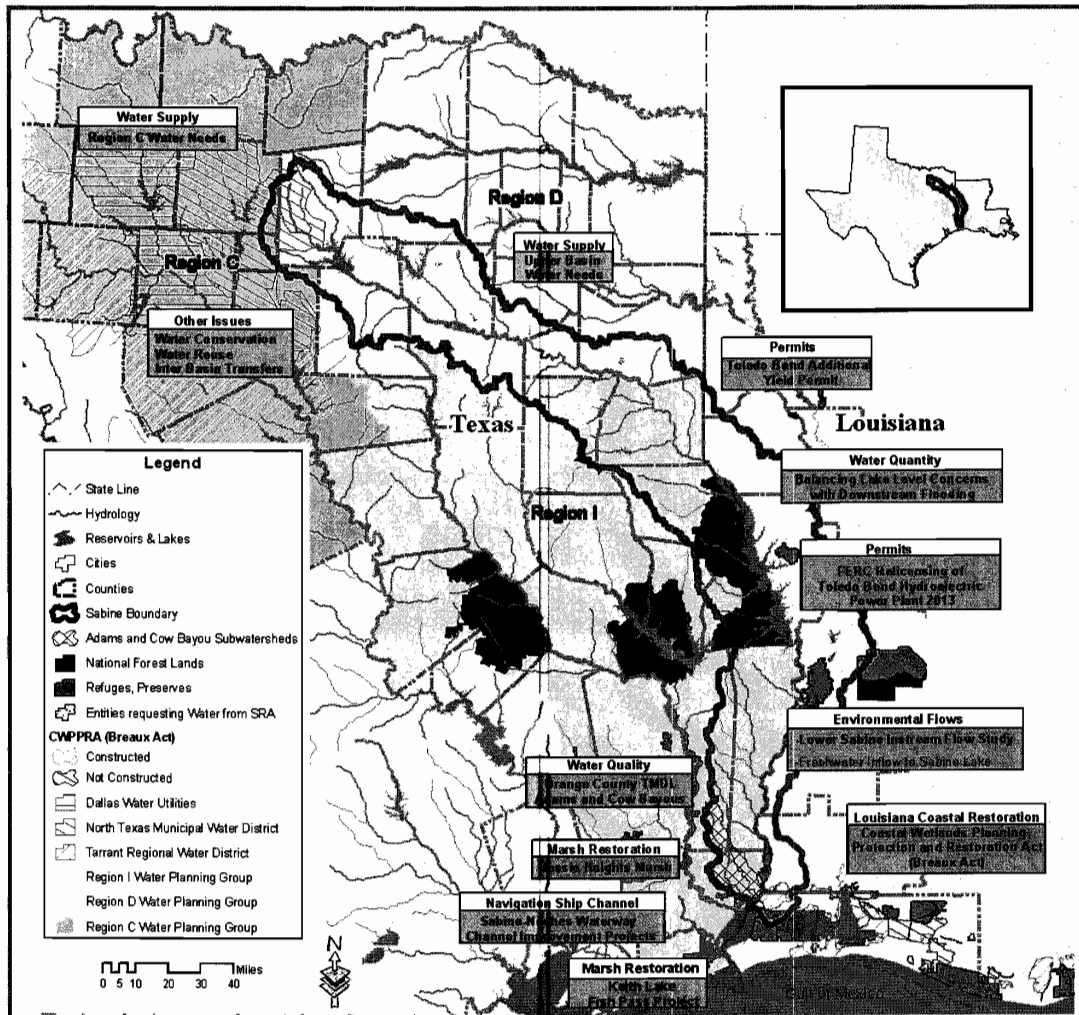 Water Supply
Region C Water Needs
Region D
Water Supply
Upper Basin
Water Needs
Region C
Other Issues
Water Conservation
Water Reuse
Inter Basin Transfers
Permits
Toledo Bend Additional
Yield Permit
Texas
Louisiana
Water Quantity
Balancing Lake Level Concerns
with Downstream Flooding
Region I
Permits
FERC Relicensing of
Toledo Bend Hydroelectric
Power Plant 2013
Legend
State Line
Hydrology
Reservoirs & Lakes
Cities
Counties
Sabine Boundary
Adams and Cow Bayou Subwatersheds
National Forest Lands
Refuges, Preserves
Entities requesting Water from SRA
CWPPRA (Breaux Act)
Constructed
Not Constructed
Dallas Water Utilities
North Texas Municipal Water District
Tarrant Regional Water District
Region I Water Planning Group
Region D Water Planning Group
Region C Water Planning Group
Environmental Flows
Lower Sabine Instream Flow Study
Freshwater Inflow to Sabine Lake
Water Quality
Orange County TMDL
Adams and Cow Bayous
Louisiana Coastal Restoration
Coastal Wetlands Planning,
Protection and Restoration Act
(Breaux Act)
Marsh Restoration
Heights Marsh
Navigation Ship Channel
Sabine-Neches Waterway
Channel Improvement Projects
Marsh Restoration
Keith Lake
Fish Pass Project
Gulf of Mexico
N
Miles
0 5 10 20 30 40